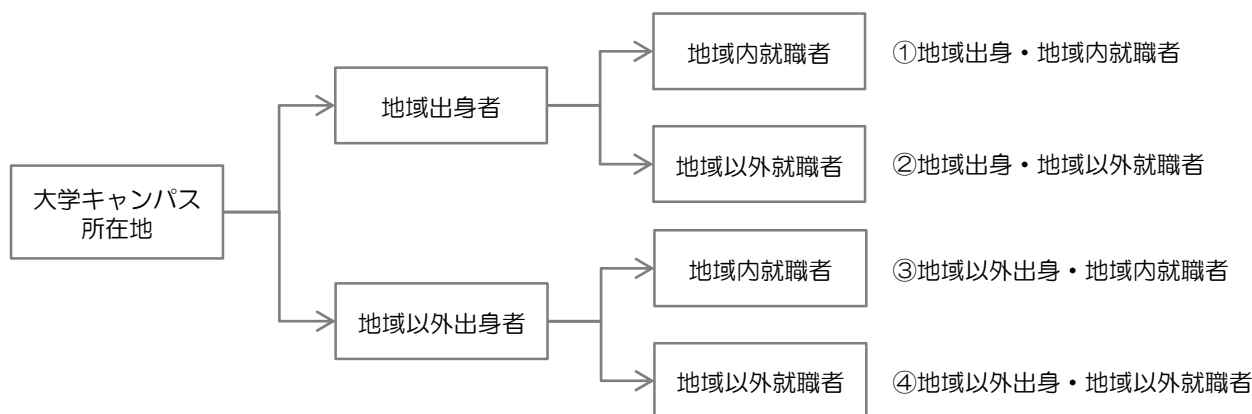 地域内就職者
①地域出身・地域内就職者
地域出身者
地域以外就職者
②地域出身・地域以外就職者
大学キャンパス
所在地
地域内就職者
③地域以外出身・地域内就職者
地域以外出身者
地域以外就職者
④地域以外出身・地域以外就職者